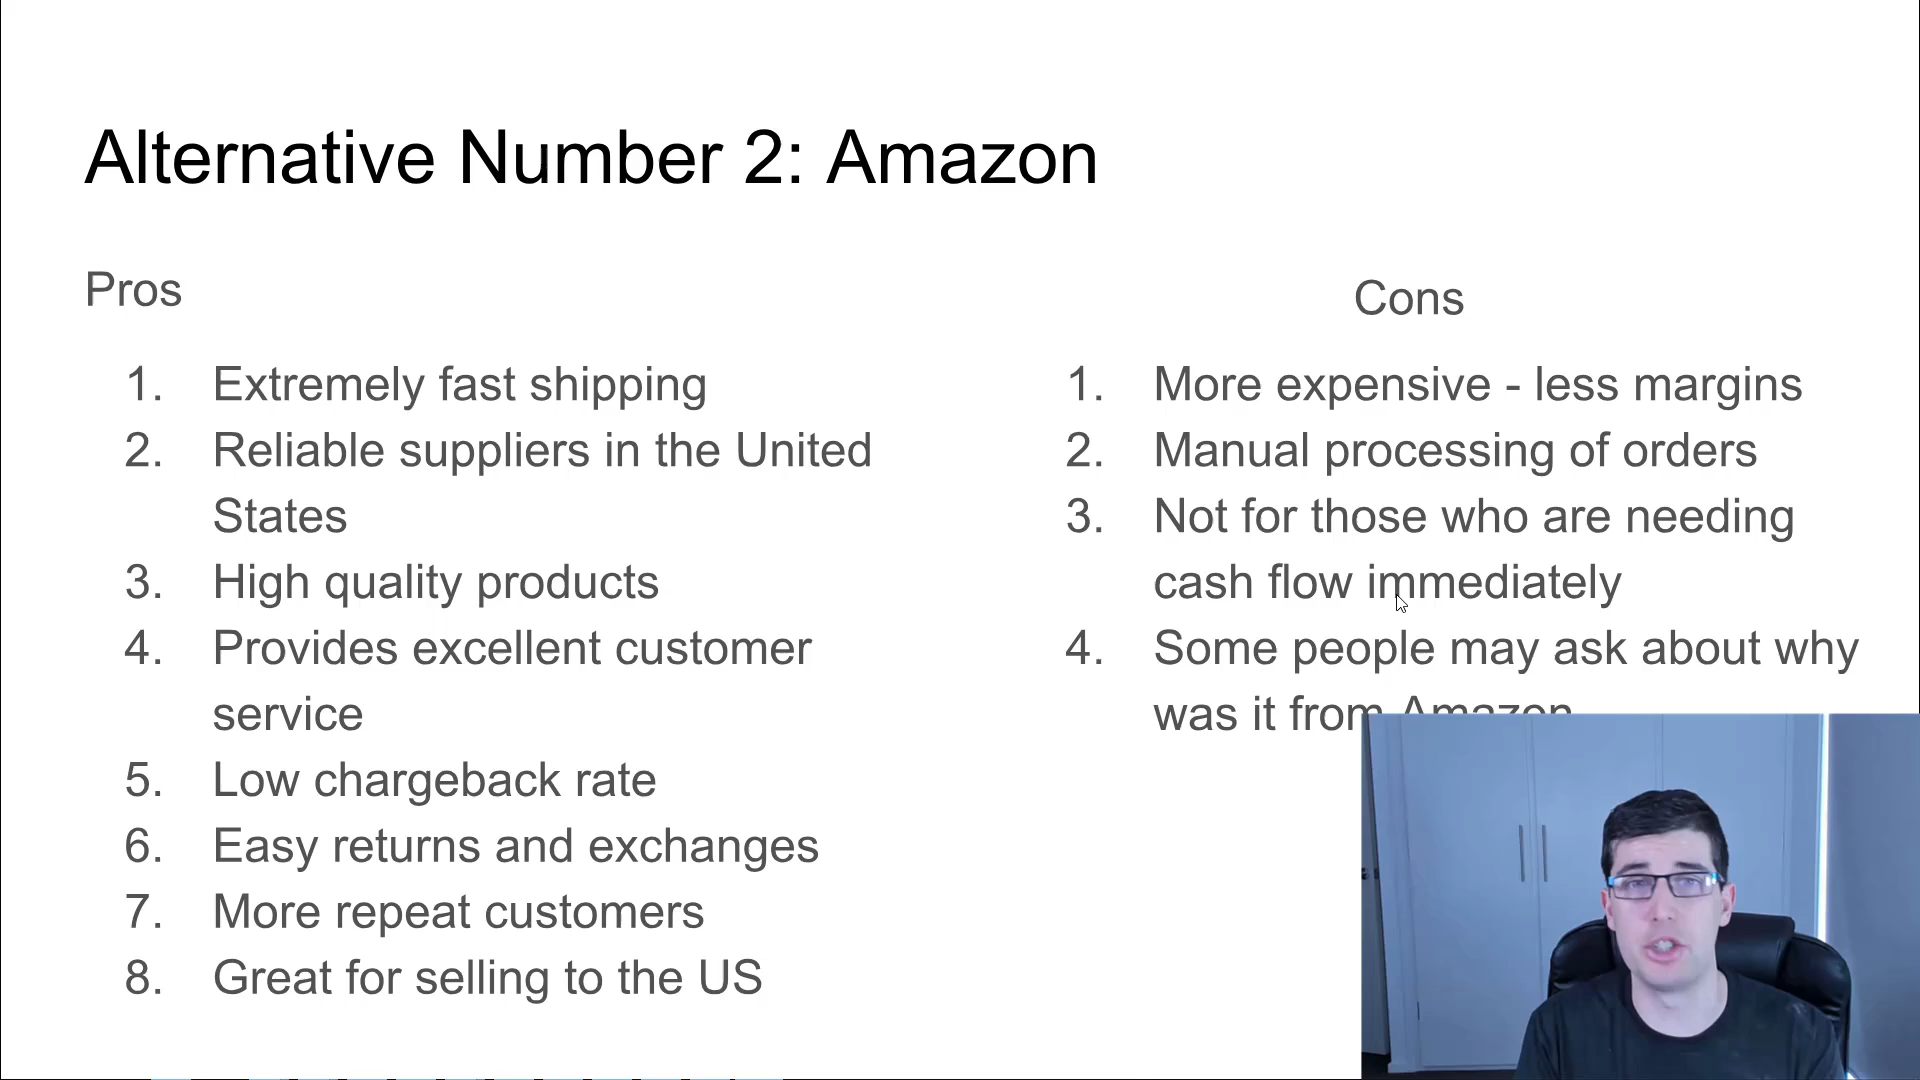 Alternative Number 2: Amazon
Pros
1. Extremely fast shipping
2. Reliable suppliers in the United
States
3. High quality products
4. Provides excellent customer
service
5. Low chargeback rate
6. Easy returns and exchanges
7. More repeat customers
8. Great for selling to the US
Cons
1. More expensive - less margins
2. Manual processing of orders
3. Not for those who are needing
cash flow immediately
4. Some people may ask about why
was it from Amazon